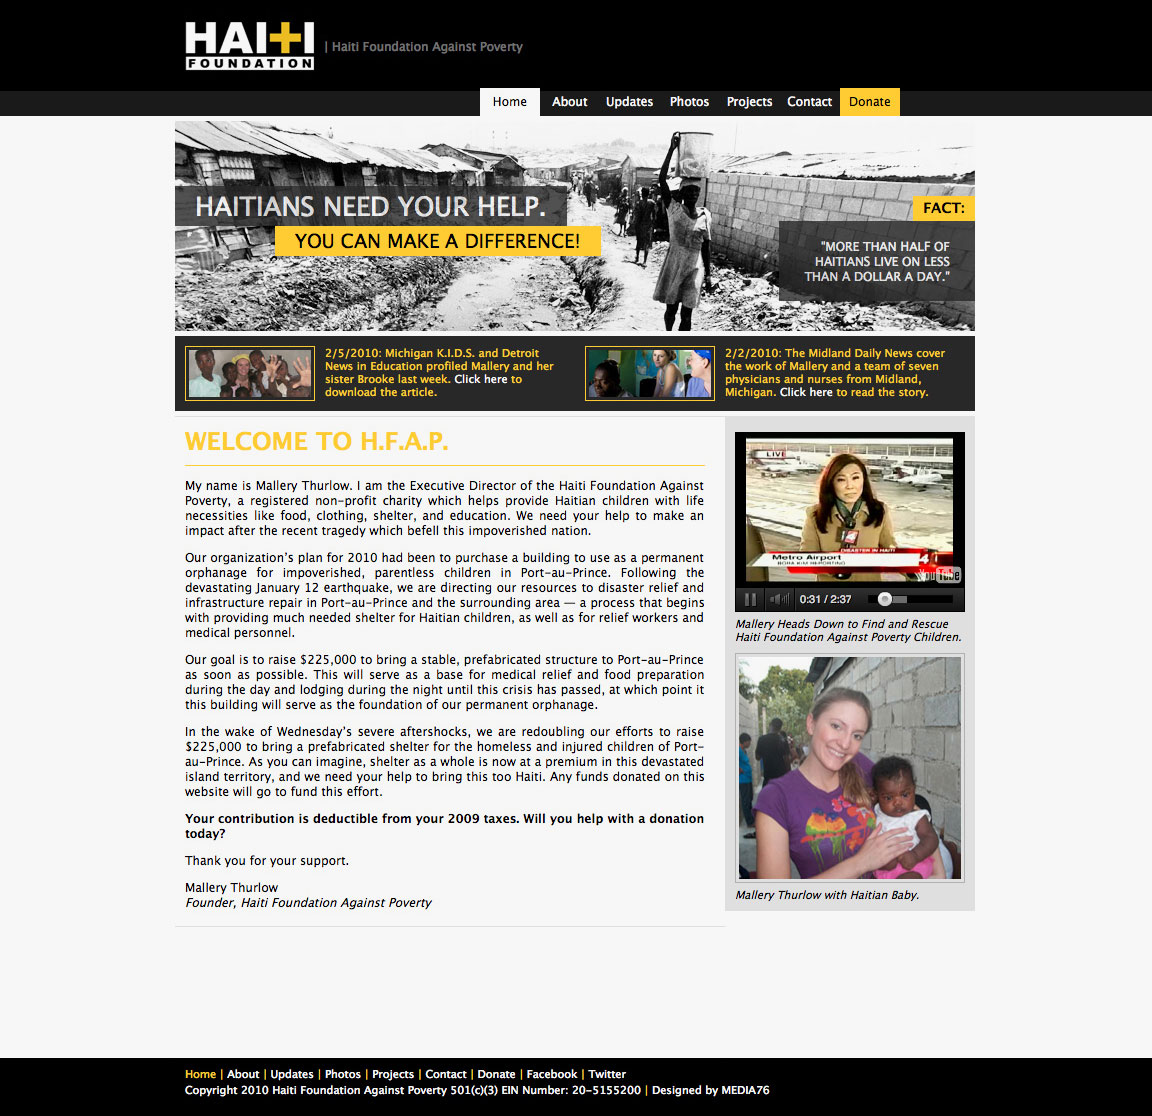 HAITI
FOUNDATION
| Haiti Foundation Against Poverty
Home About Updates Photos Projects Contact Donate
HAITIANS NEED YOUR HELP.
YOU CAN MAKE A DIFFERENCE!
FACT:
"MORE THAN HALF OF
HAITIANS LIVE ON LESS
THAN A DOLLAR A DAY."
2/5/2010: Michigan K.I.D.S. and Detroit
News in Education profiled Mallery and her
sister Brooke last week. Click here to
download the article.
2/2/2010: The Midland Daily News cover
the work of Mallery and a team of seven
physicians and nurses from Midland,
Michigan. Click here to read the story.
WELCOME TO H.F.A.P.
My name is Mallery Thurlow. I am the Executive Director of the Haiti Foundation Against
Poverty, a registered non-profit charity which helps provide Haitian children with life
necessities like food, clothing, shelter, and education. We need your help to make an
impact after the recent tragedy which befell this impoverished nation.
Our organization's plan for 2010 had been to purchase a building to use as a permanent
orphanage for impoverished, parentless children in Port-au-Prince. Following the
devastating January 12 earthquake, we are directing our resources to disaster relief and
infrastructure repair in Port-au-Prince and the surrounding area — a process that begins
with providing much needed shelter for Haitian children, as well as for relief workers and
medical personnel.
Our goal is to raise $225,000 to bring a stable, prefabricated structure to Port-au-Prince
as soon as possible. This will serve as a base for medical relief and food preparation
during the day and lodging during the night until this crisis has passed, at which point it
this building will serve as the foundation of our permanent orphanage.
In the wake of Wednesday's severe aftershocks, we are redoubling our efforts to raise
$225,000 to bring a prefabricated shelter for the homeless and injured children of Port-
au-Prince. As you can imagine, shelter as a whole is now at a premium in this devastated
island territory, and we need your help to bring this too Haiti. Any funds donated on this
website will go to fund this effort.
Your contribution is deductible from your 2009 taxes. Will you help with a donation
today?
Thank you for your support.
Mallery Thurlow
Founder, Haiti Foundation Against Poverty
LIVE
4
DISASTER IN HAITI
Metro Airport
4
RORA KIM REPORTING
YouTube
0:31 / 2:37
Mallery Heads Down to Find and Rescue
Haiti Foundation Against Poverty Children.
Mallery Thurlow with Haitian Baby.
Home | About | Updates | Photos | Projects | Contact | Donate | Facebook | Twitter
Copyright 2010 Haiti Foundation Against Poverty 501(c)(3) EIN Number: 20-5155200 | Designed by MEDIA76